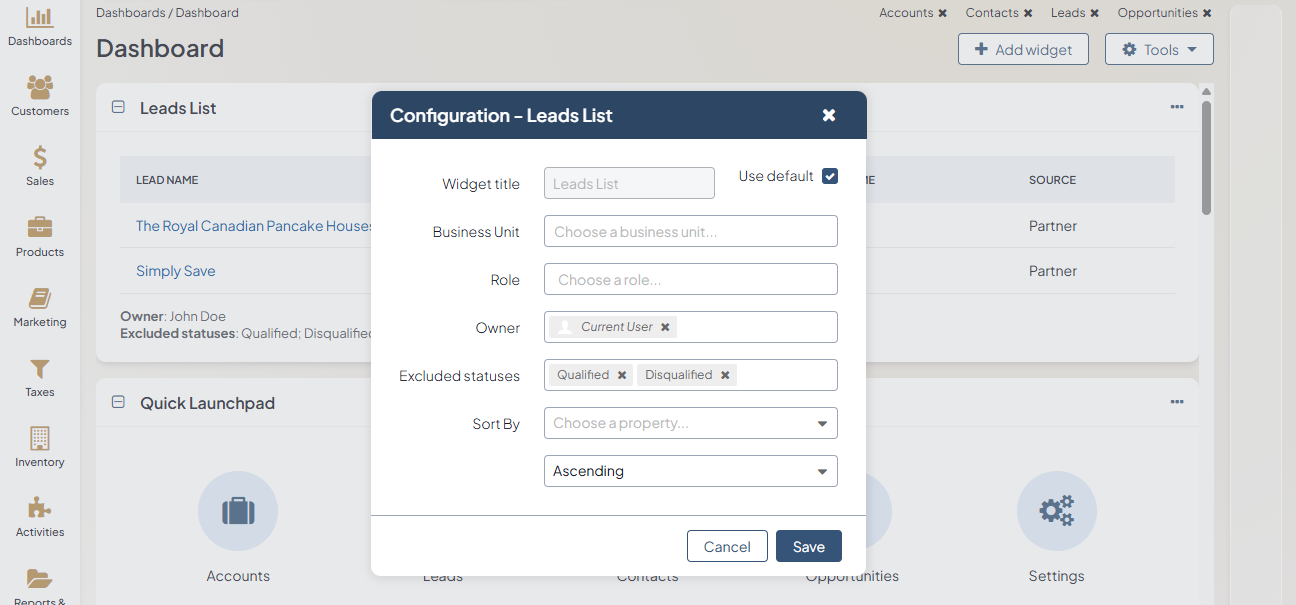 Dashboards / Dashboard
Accounts ✖ Contacts ✖ Leads ✖ Opportunities ✖
Dashboard
Add widget
Tools
Dashboards
Customers
Sales
Products
Marketing
Taxes
Inventory
Activities
Reports &
Leads List
LEAD NAME
SOURCE
The Royal Canadian Pancake Houses
Partner
Simply Save
Partner
Owner: John Doe
Excluded statuses: Qualified; Disqualified
Configuration - Leads List
Widget title
Leads List
Use default
Business Unit
Choose a business unit...
Role
Choose a role...
Owner
Current User ✖
Excluded statuses
Qualified ✖ Disqualified ✖
Sort By
Choose a property...
Ascending
Cancel
Save
Quick Launchpad
Accounts
Leads
Contacts
Opportunities
Settings